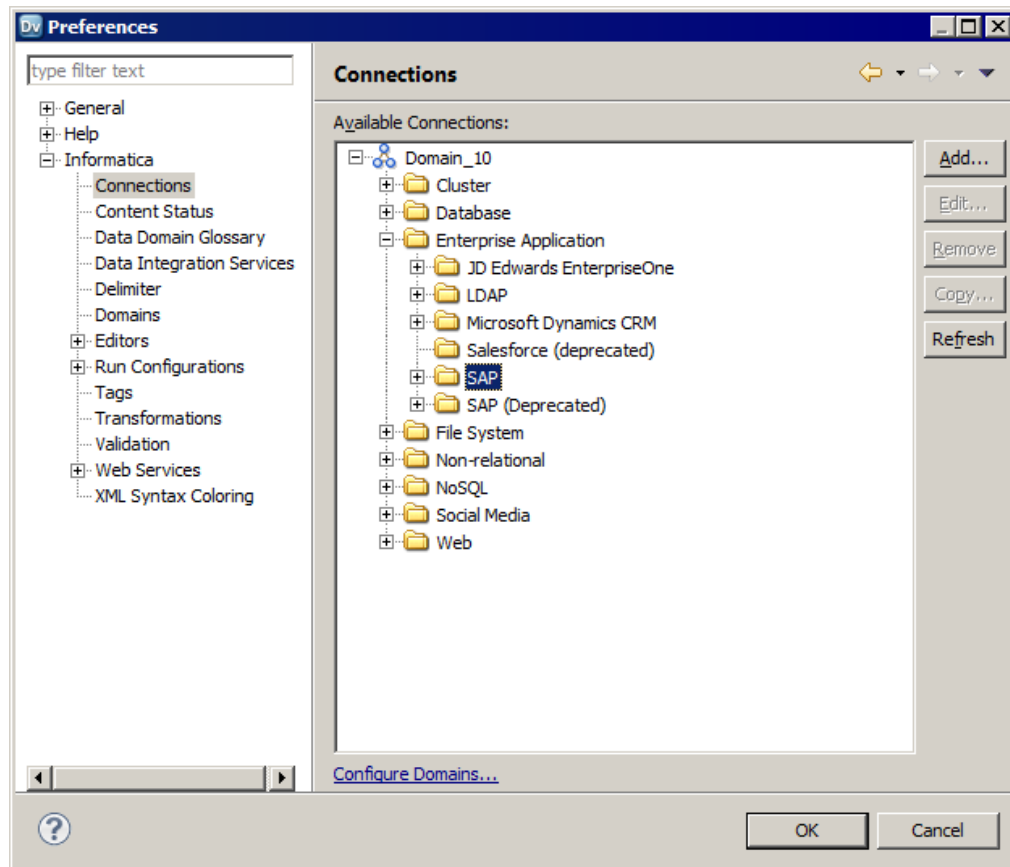 Dv Preferences
type filter text
General
Help
Informatica
Connections
Content Status
Data Domain Glossary
Data Integration Services
Delimiter
Domains
Editors
Run Configurations
Tags
Transformations
Validation
Web Services
XML Syntax Coloring
Connections
Available Connections:
Domain_10
Cluster
Database
Enterprise Application
JD Edwards EnterpriseOne
LDAP
Microsoft Dynamics CRM
Salesforce (deprecated)
SAP
SAP (Deprecated)
File System
Non-relational
NoSQL
Social Media
Web
Add...
Edit...
Remove
Copy...
Refresh
Configure Domains...
?
OK
Cancel